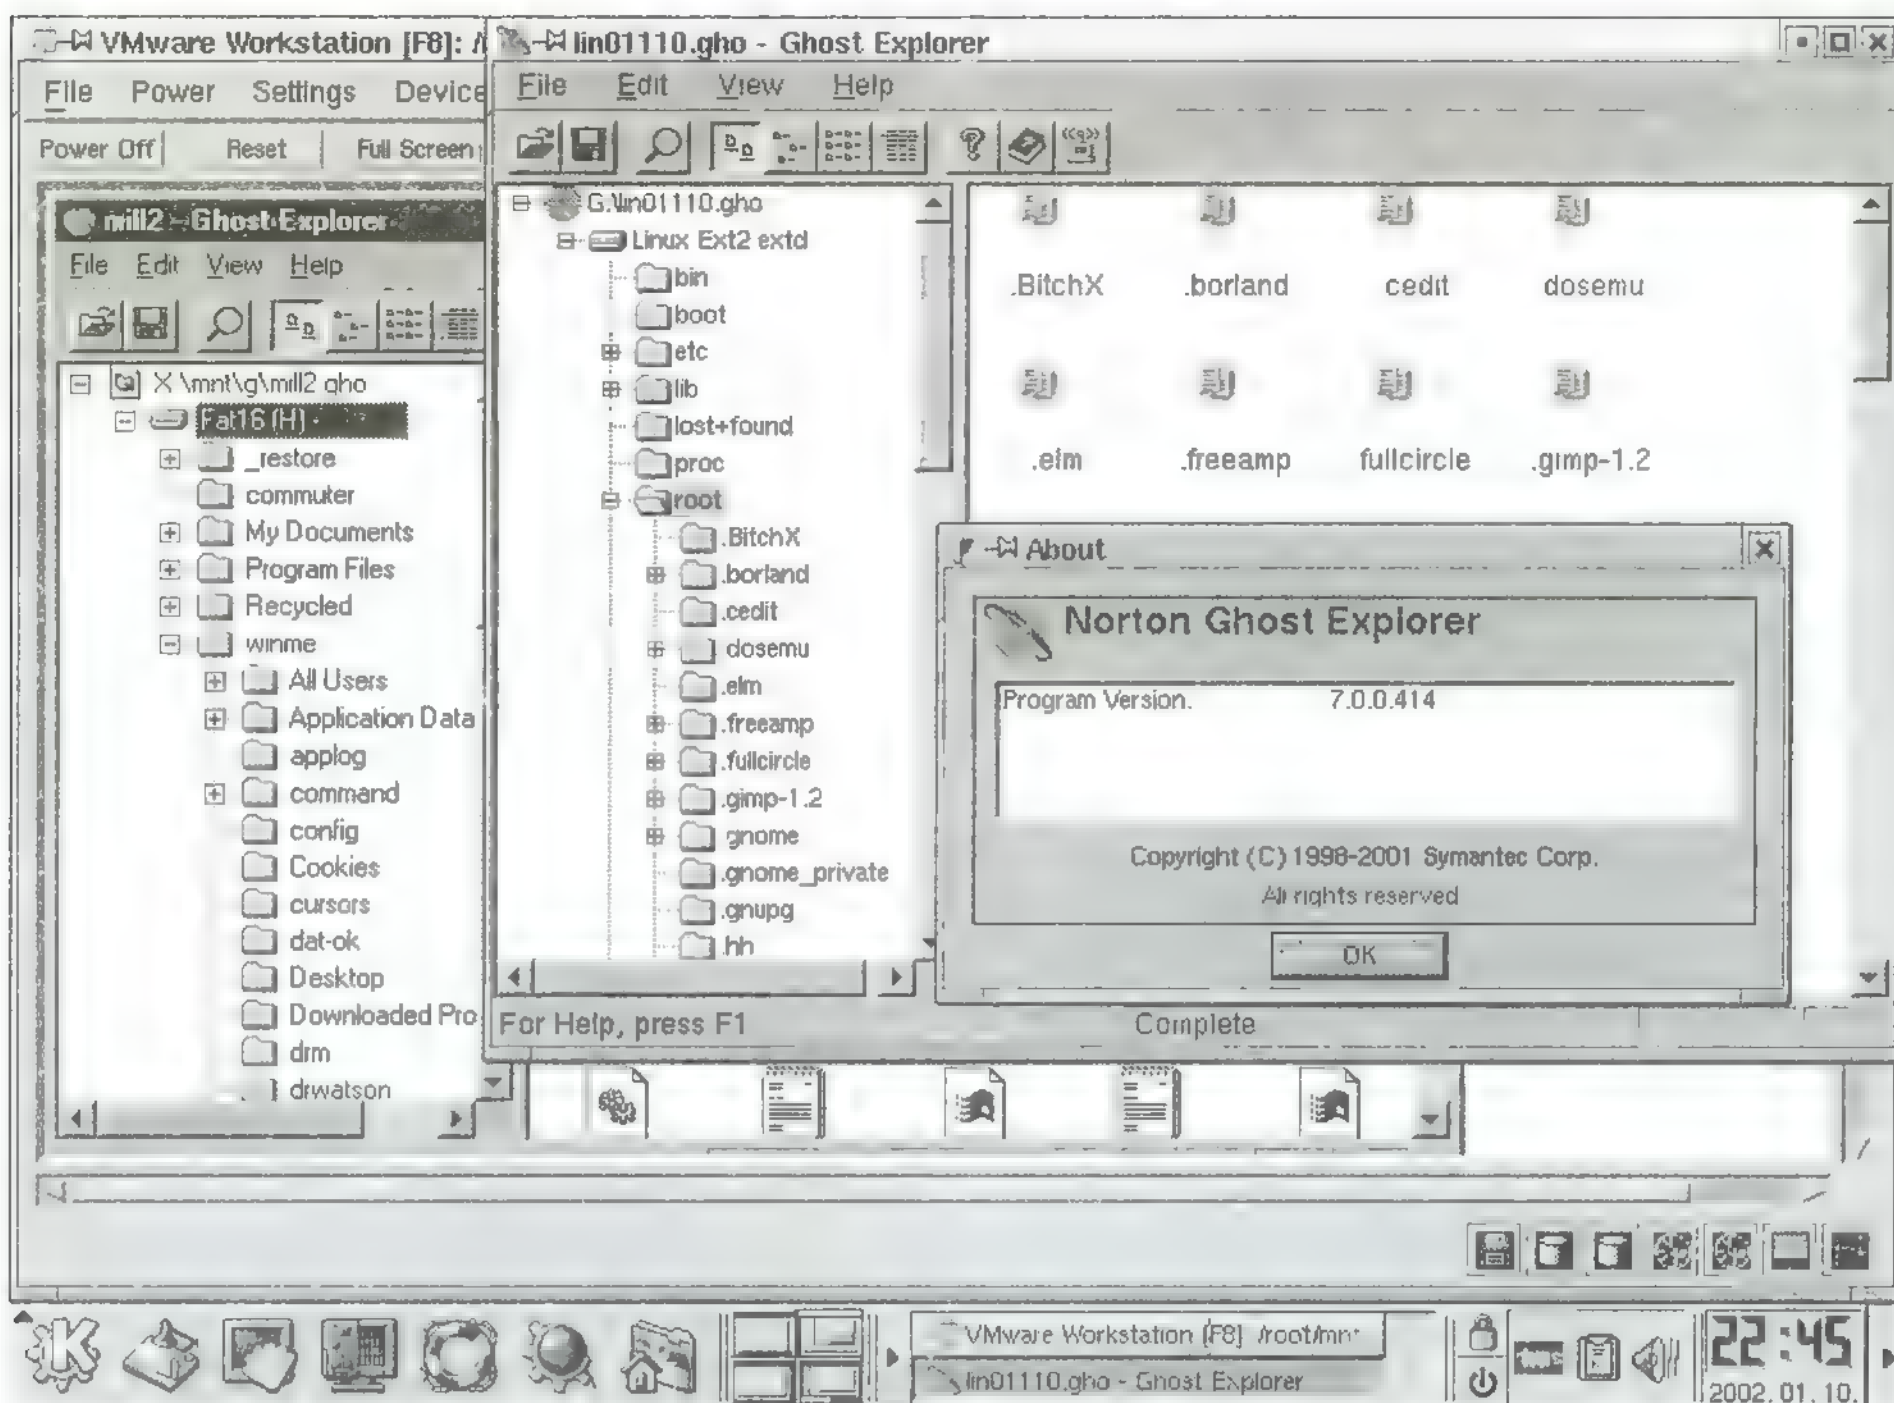 VMware Workstation [F8]: /
File Power Settings Device
Power Off Reset Full Screen
mill2 - Ghost Explorer
File Edit View Help
X \mnt\g\mill2 gho
Fat16 (H)
_restore
commuter
My Documents
Program Files
Recycled
winme
All Users
Application Data
applog
command
config
Cookies
cursors
dat-ok
Desktop
Downloaded Pro
drm
drwatson
lin01110.gho - Ghost Explorer
File Edit View Help
G:\lin01110.gho
Linux Ext2 extd
bin
boot
etc
lib
lost+found
proc
root
.BitchX
.borland
.cedit
dosemu
.elm
.freeamp
.fullcircle
.gimp-1.2
gnome
.gnome_private
.gnupg
.hh
.BitchX .borland cedit dosemu
.elm .freeamp fullcircle .gimp-1.2
About
Norton Ghost Explorer
Program Version. 7.0.0.414
Copyright (C) 1998-2001 Symantec Corp.
All rights reserved
OK
For Help, press F1 Complete
VMware Workstation [F8] /root/mnt
lin01110.gho - Ghost Explorer
22:45
2002.01.10.